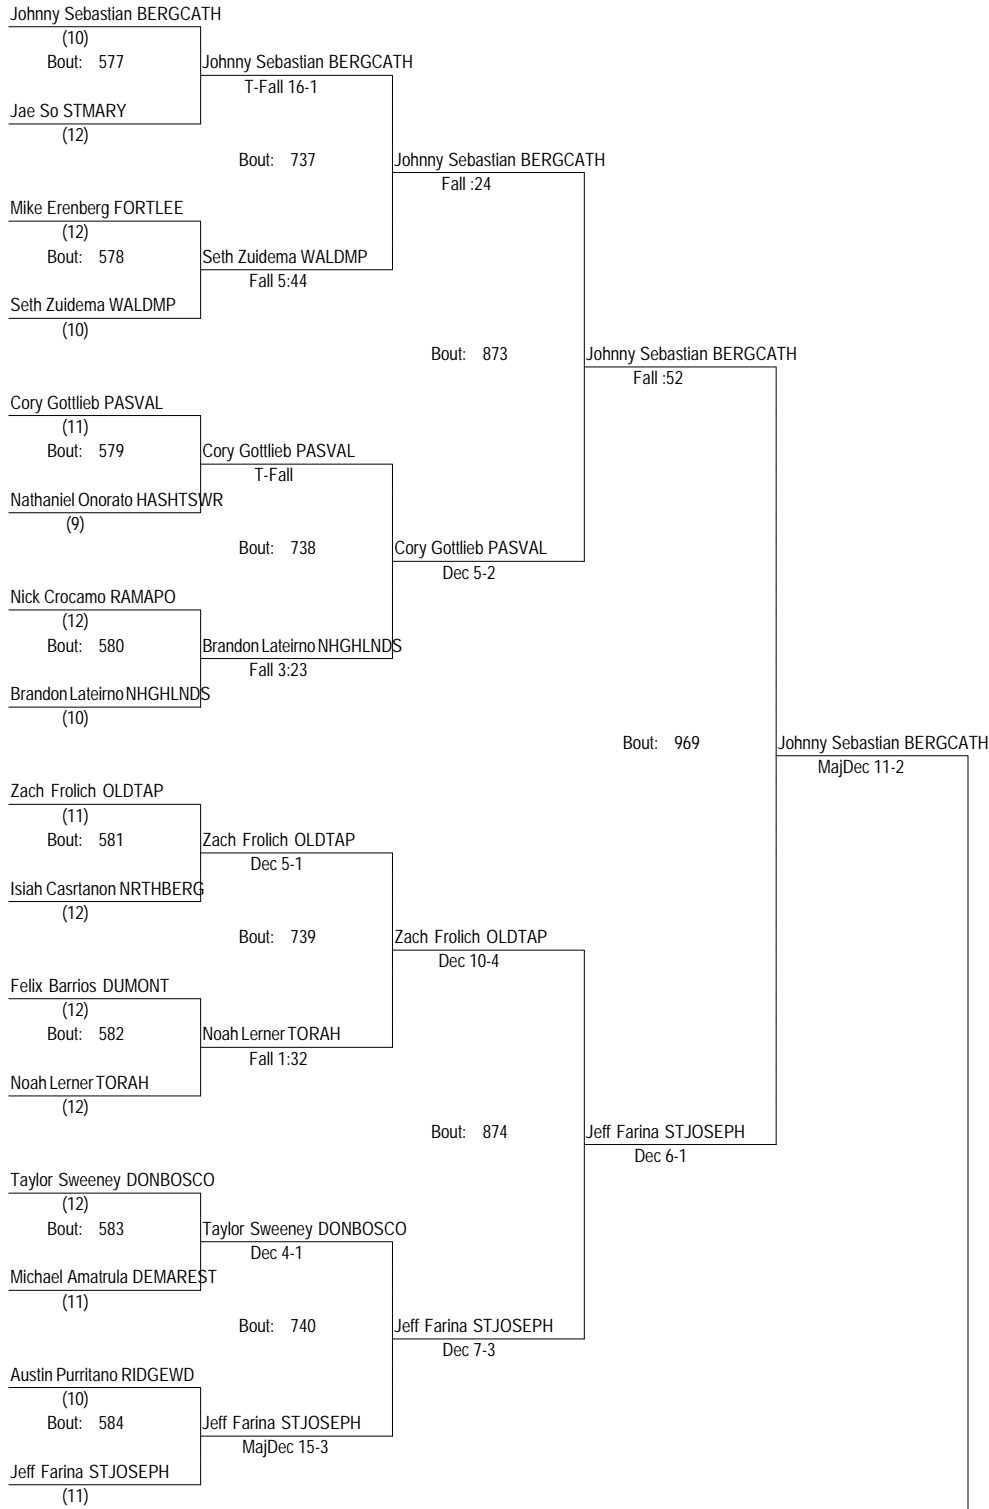 Johnny Sebastian BERGCATH
(10)
Bout: 577
Johnny Sebastian BERGCATH
T-Fall 16-1
Jae So STMARY
(12)
Bout: 737
Johnny Sebastian BERGCATH
Fall :24
Mike Erenberg FORTLEE
(12)
Bout: 578
Seth Zuidema WALDMP
Fall 5:44
Seth Zuidema WALDMP
(10)
Bout: 873
Johnny Sebastian BERGCATH
Fall :52
Cory Gottlieb PASVAL
(11)
Bout: 579
Cory Gottlieb PASVAL
T-Fall
Nathaniel Onorato HASHTSWR
(9)
Bout: 738
Cory Gottlieb PASVAL
Dec 5-2
Nick Crocamo RAMAPO
(12)
Bout: 580
Brandon Lateirno NHGHLNDS
Fall 3:23
Brandon Lateirno NHGHLNDS
(10)
Bout: 969
Johnny Sebastian BERGCATH
MajDec 11-2
Zach Frolich OLDTAP
(11)
Bout: 581
Zach Frolich OLDTAP
Dec 5-1
Isiah Casrtanon NRTHBERG
(12)
Bout: 739
Zach Frolich OLDTAP
Dec 10-4
Felix Barrios DUMONT
(12)
Bout: 582
Noah Lerner TORAH
Fall 1:32
Noah Lerner TORAH
(12)
Bout: 874
Jeff Farina STJOSEPH
Dec 6-1
Taylor Sweeney DONBOSCO
(12)
Bout: 583
Taylor Sweeney DONBOSCO
Dec 4-1
Michael Amatrula DEMAREST
(11)
Bout: 740
Jeff Farina STJOSEPH
Dec 7-3
Austin Purritano RIDGEWD
(10)
Bout: 584
Jeff Farina STJOSEPH
MajDec 15-3
Jeff Farina STJOSEPH
(11)